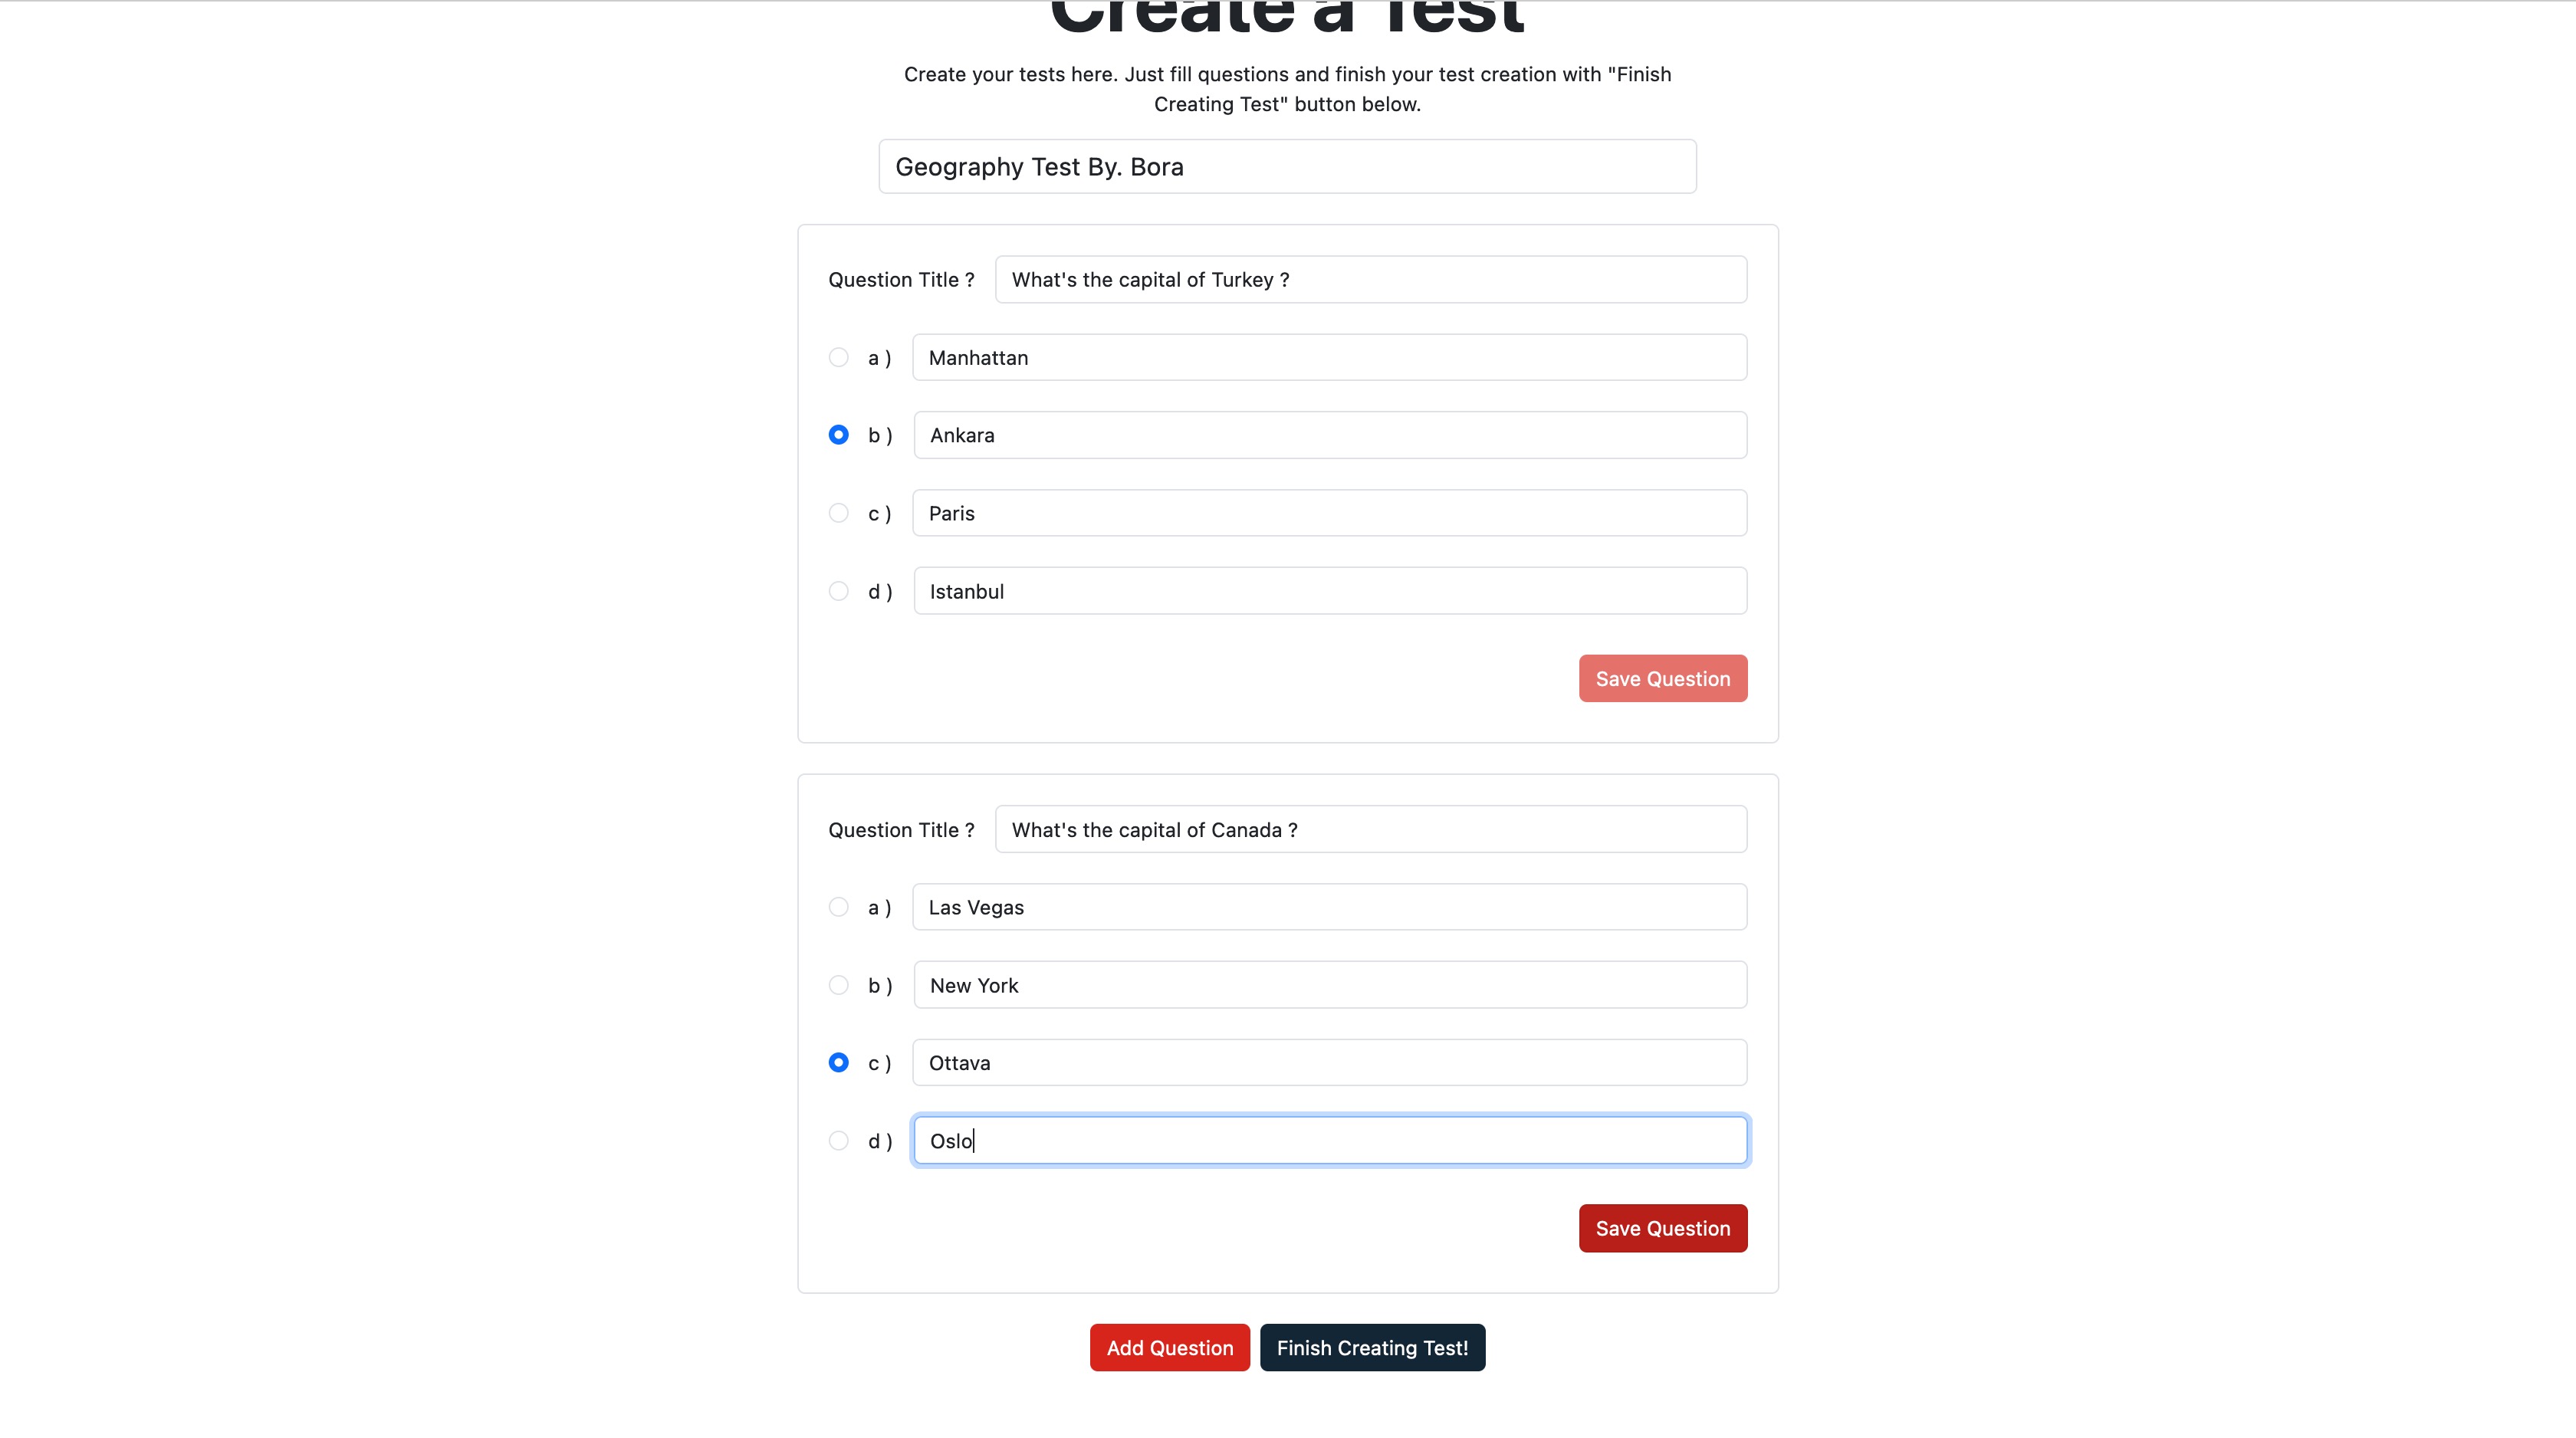 Create a Test
Create your tests here. Just fill questions and finish your test creation with "Finish
Creating Test" button below.
Geography Test By. Bora
Question Title ? What's the capital of Turkey ?
a ) Manhattan
b ) Ankara
c ) Paris
d ) Istanbul
Save Question
Question Title ? What's the capital of Canada ?
a ) Las Vegas
b ) New York
c ) Ottava
d ) Oslo
Save Question
Add Question Finish Creating Test!